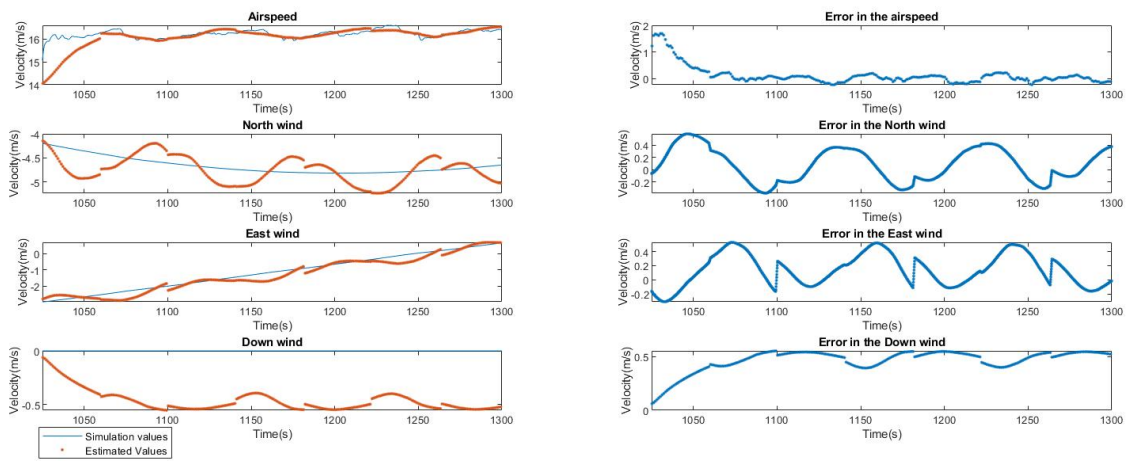 Airspeed
Velocity(m/s)
16
15
14
1050 1100 1150 1200 1250 1300
Time(s)
North wind
Velocity(m/s)
-4
-4.5
-5
1050 1100 1150 1200 1250 1300
Time(s)
East wind
Velocity(m/s)
0
-1
-2
1050 1100 1150 1200 1250 1300
Time(s)
Down wind
Velocity(m/s)
0
-0.5
1050 1100 1150 1200 1250 1300
Time(s)
Simulation values
Estimated Values
Error in the airspeed
Velocity(m/s)
2
1
0
1050 1100 1150 1200 1250 1300
Time(s)
Error in the North wind
Velocity(m/s)
0.4
0.2
0
-0.2
1050 1100 1150 1200 1250 1300
Time(s)
Error in the East wind
Velocity(m/s)
0.4
0.2
0
-0.2
1050 1100 1150 1200 1250 1300
Time(s)
Error in the Down wind
Velocity(m/s)
0.5
0
1050 1100 1150 1200 1250 1300
Time(s)